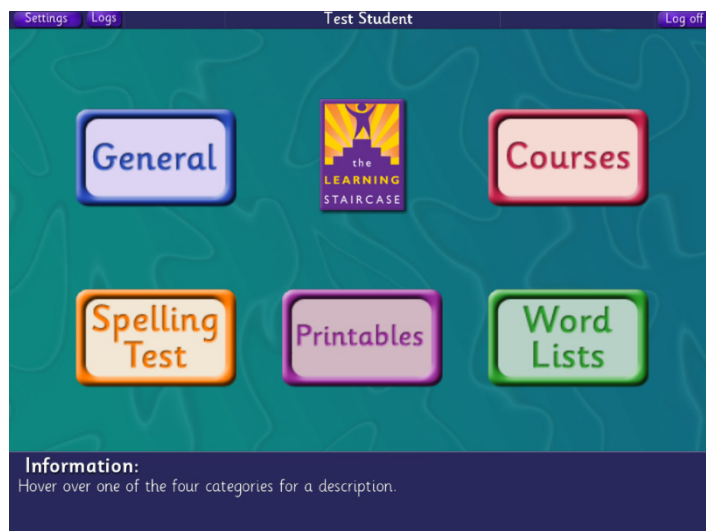 Settings Logs Test Student Log off
General
the
LEARNING
STAIRCASE
Courses
Spelling
Test
Printables
Word
Lists
Information:
Hover over one of the four categories for a description.